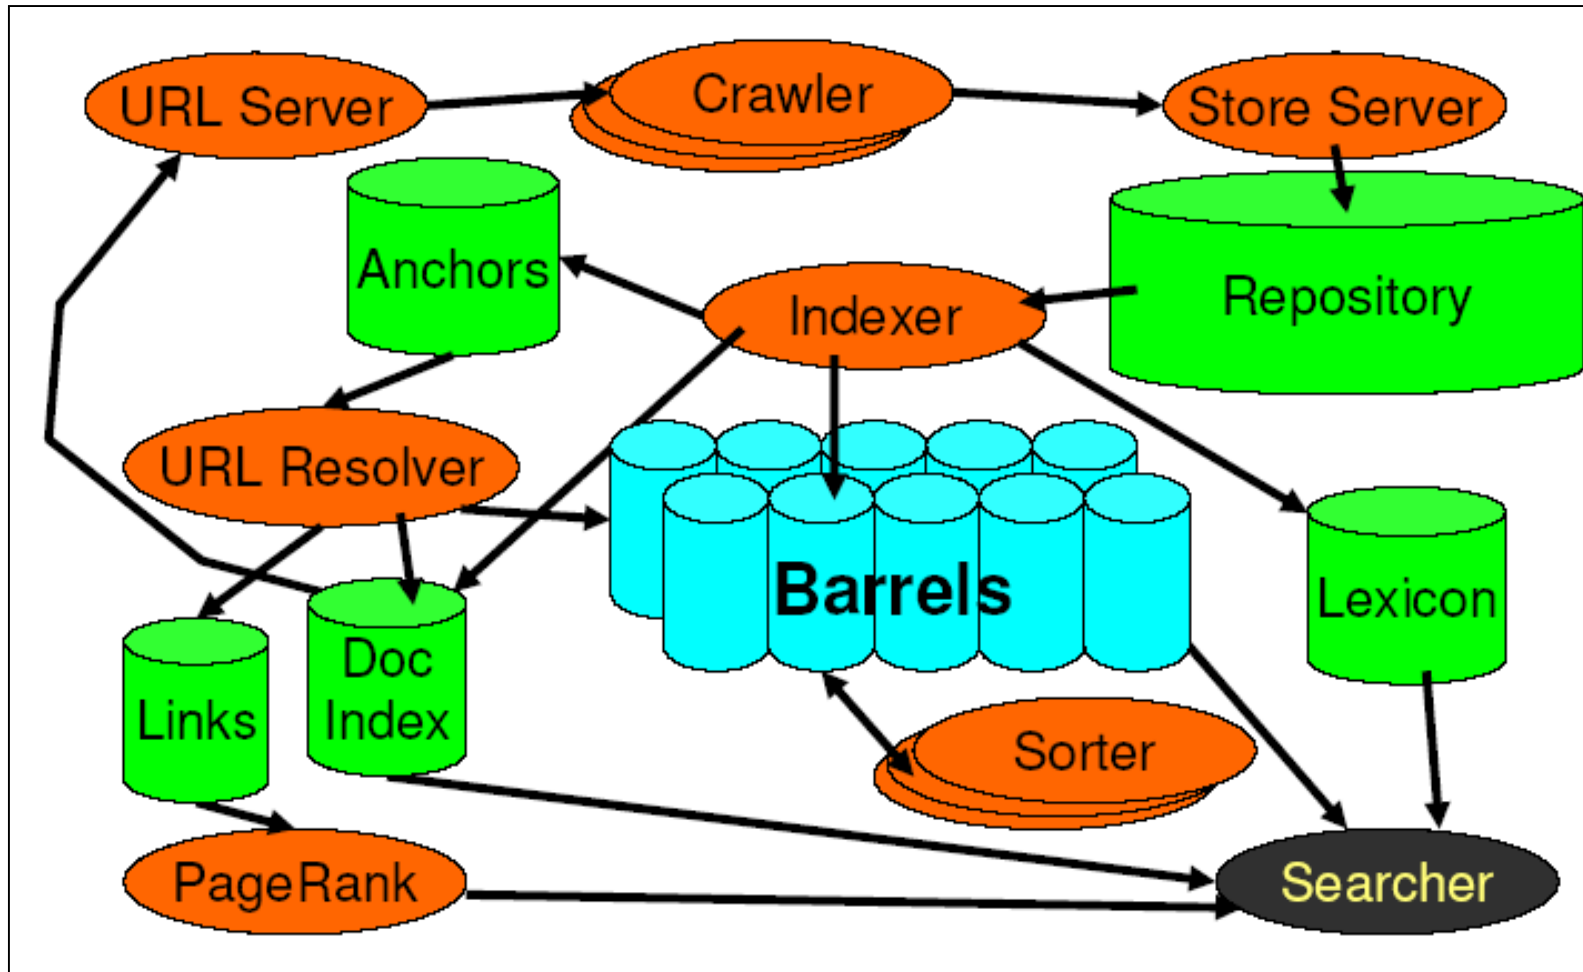 URL Server
Crawler
Store Server
Anchors
Indexer
Repository
URL Resolver
Barrels
Lexicon
Links
Doc
Index
Sorter
PageRank
Searcher